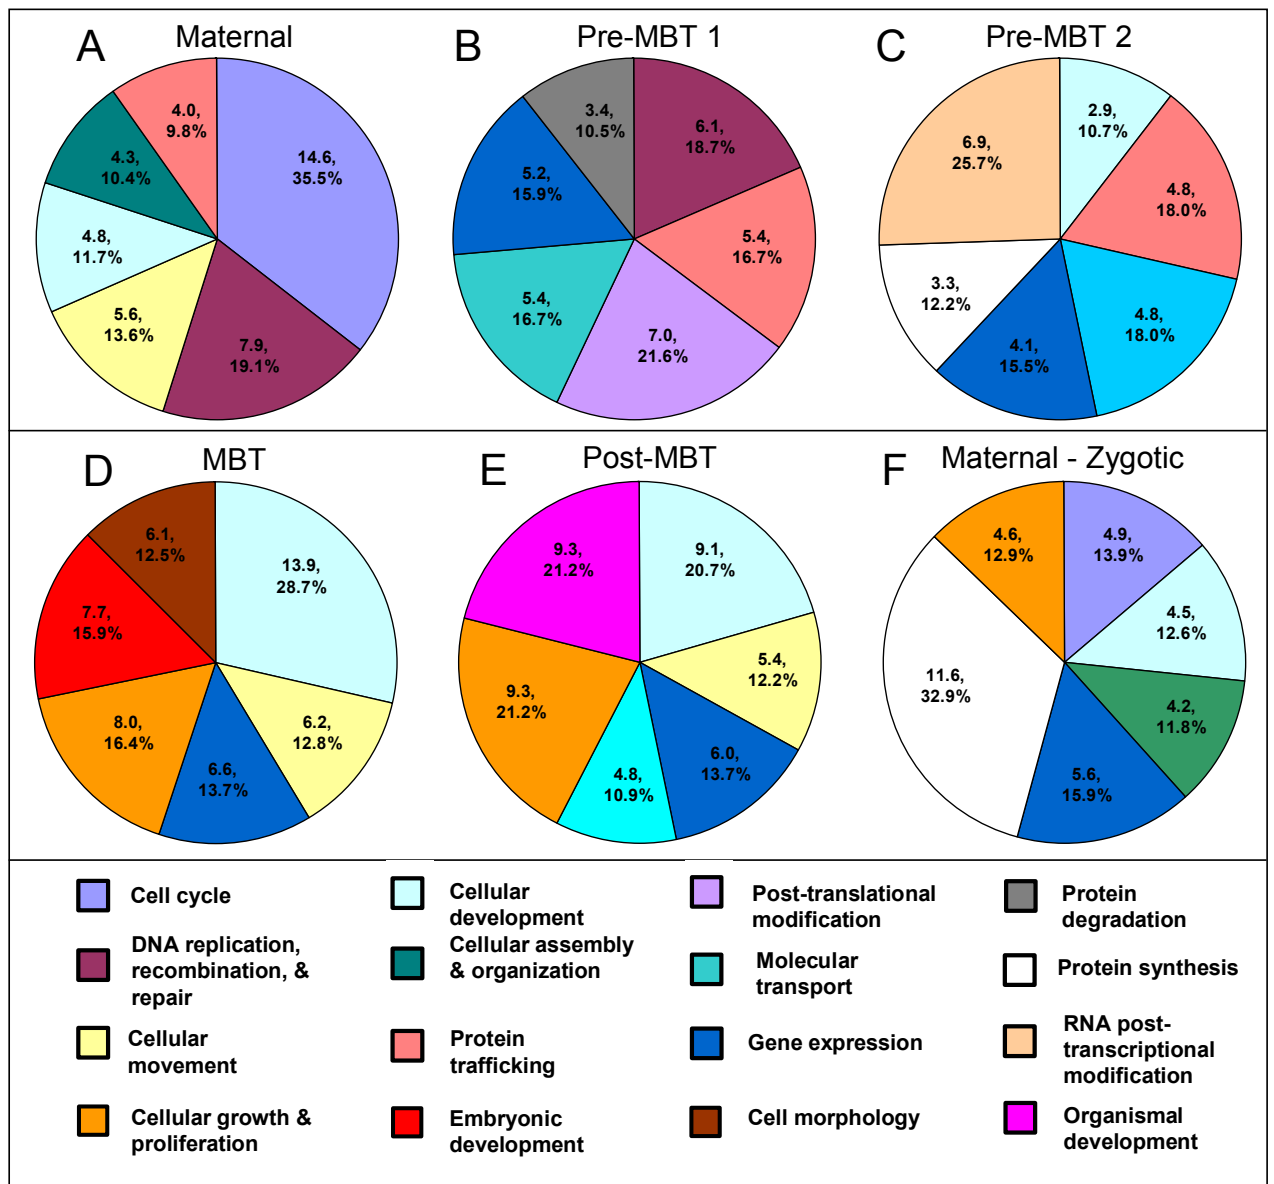 A Maternal
B Pre-MBT 1
C Pre-MBT 2
4.0,
9.8%
14.6,
35.5%
4.3,
10.4%
4.8,
11.7%
5.6,
13.6%
7.9,
19.1%
3.4,
10.5%
6.1,
18.7%
5.2,
15.9%
5.4,
16.7%
5.4,
16.7%
7.0,
21.6%
2.9,
10.7%
6.9,
25.7%
4.8,
18.0%
3.3,
12.2%
4.8,
18.0%
4.1,
15.5%
D MBT
E Post-MBT
F Maternal - Zygotic
6.1,
12.5%
13.9,
28.7%
7.7,
15.9%
8.0,
16.4%
6.2,
12.8%
6.6,
13.7%
9.3,
21.2%
9.1,
20.7%
5.4,
12.2%
9.3,
21.2%
6.0,
13.7%
4.8,
10.9%
4.6,
12.9%
4.9,
13.9%
4.5,
12.6%
11.6,
32.9%
4.2,
11.8%
5.6,
15.9%
Cell cycle
DNA replication,
recombination, &
repair
Cellular
movement
Cellular growth &
proliferation
Cellular
development
Cellular assembly
& organization
Protein
trafficking
Embryonic
development
Post-translational
modification
Molecular
transport
Gene expression
Cell morphology
Protein
degradation
Protein synthesis
RNA post-
transcriptional
modification
Organismal
development